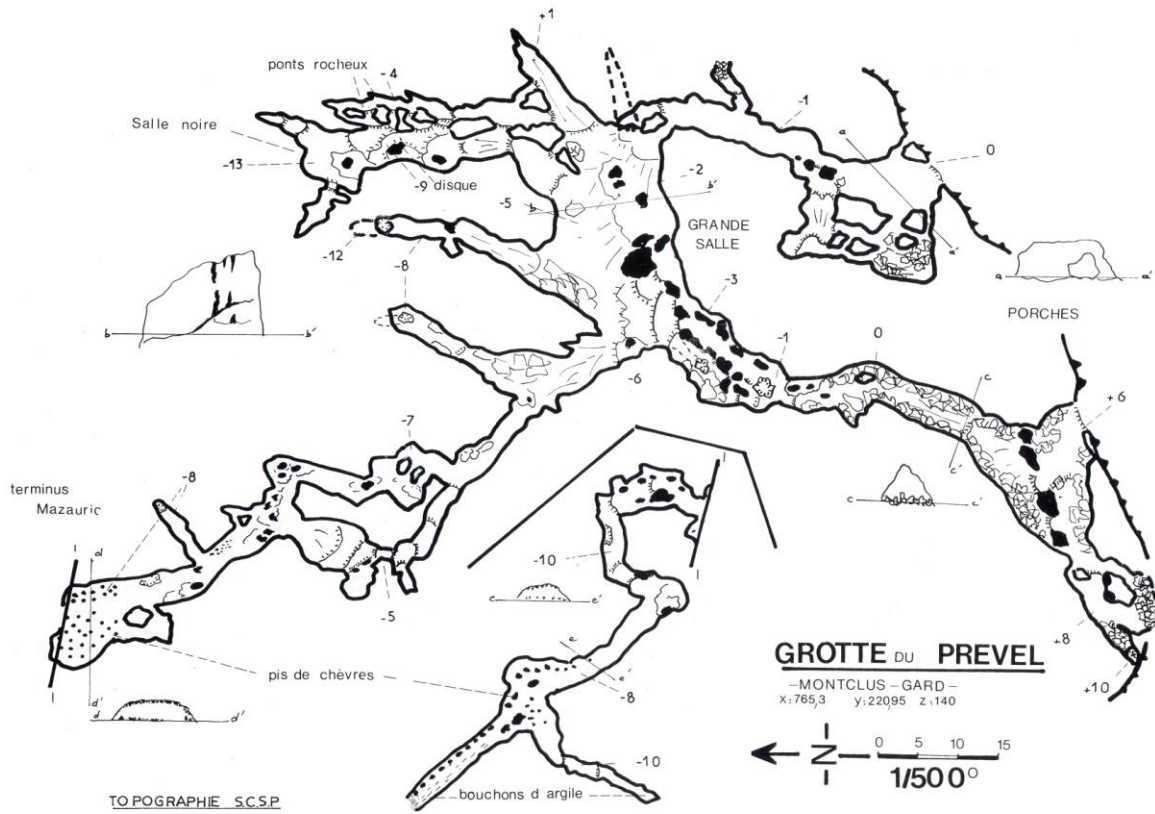 +1
ponts rocheux
-4
Salle noire
-13
-9 disque
-1
a
0
-2
b
b'
-5
GRANDE
SALLE
a'
-12
-8
a
a'
-3
PORCHES
b
b'
-1
0
-6
c
+6
-7
c'
terminus
Mazauric
-8
c
c'
I
I
d
-10
I
-5
c
e'
e
e'
+8
GROTTE DU PREVEL
pis de chèvres
-8
+10
-MONTCLUS-GARD-
X:765,3 y:22095 Z:140
I
d'
d
d'
N
0 5 10 15
-10
1/500°
bouchons d argile
TOPOGRAPHIE S.C.S.P